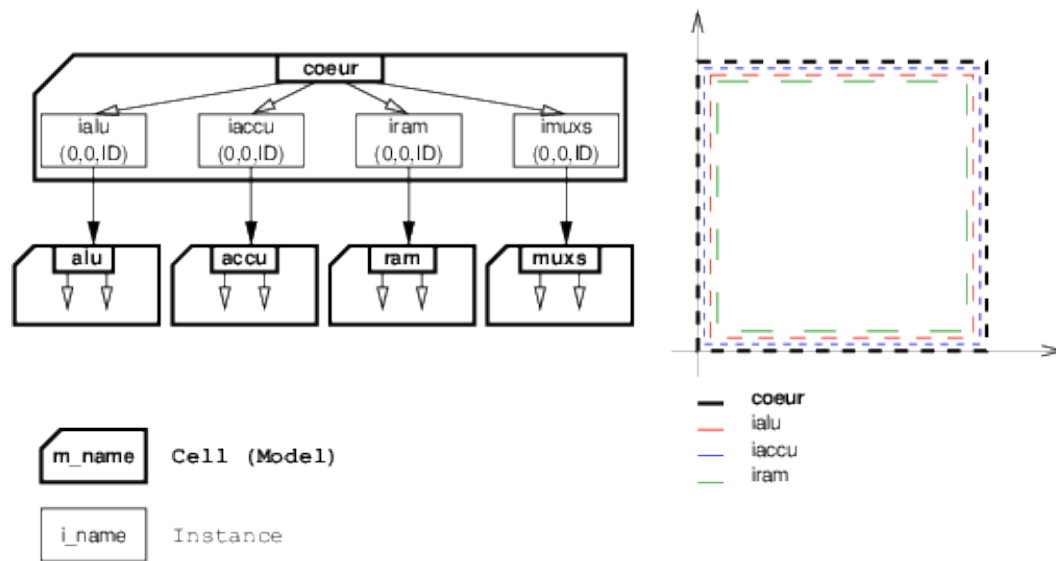 coeur
ialu iaccu iram imuxs
(0,0,ID) (0,0,ID) (0,0,ID) (0,0,ID)
alu accu ram muxs
coeur
ialu
iaccu
iram
m_name Cell (Model)
i_name Instance